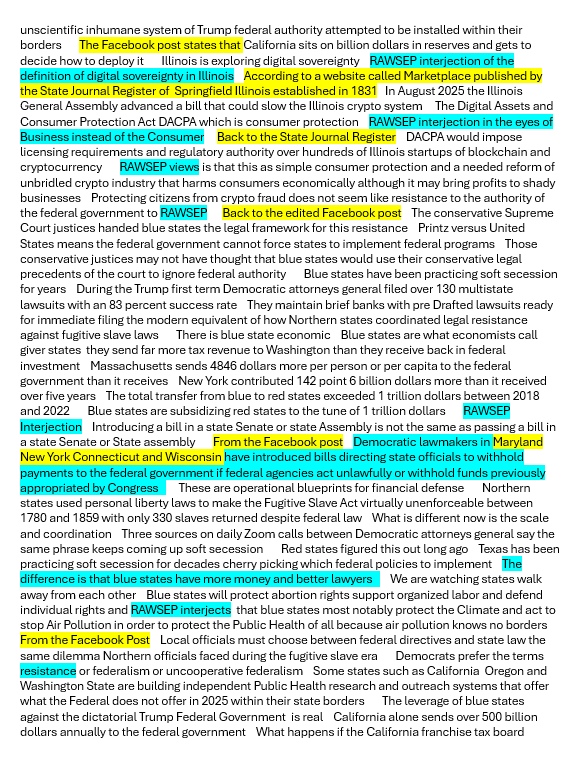 unscientific inhumane system of Trump federal authority attempted to be installed within their
borders The Facebook post states that California sits on billion dollars in reserves and gets to
decide how to deploy it Illinois is exploring digital sovereignty RAWSEP interjection of the
definition of digital sovereignty in Illinois According to a website called Marketplace published by
the State Journal Register of Springfield Illinois established in 1831 In August 2025 the Illinois
General Assembly advanced a bill that could slow the Illinois crypto system The Digital Assets and
Consumer Protection Act DACPA which is consumer protection RAWSEP interjection in the eyes of
Business instead of the Consumer Back to the State Journal Register DACPA would impose
licensing requirements and regulatory authority over hundreds of Illinois startups of blockchain and
cryptocurrency RAWSEP views is that this as simple consumer protection and a needed reform of
unbridled crypto industry that harms consumers economically although it may bring profits to shady
businesses Protecting citizens from crypto fraud does not seem like resistance to the authority of
the federal government to RAWSEP Back to the edited Facebook post The conservative Supreme
Court justices handed blue states the legal framework for this resistance Printz versus United
States means the federal government cannot force states to implement federal programs Those
conservative justices may not have thought that blue states would use their conservative legal
precedents of the court to ignore federal authority Blue states have been practicing soft secession
for years During the Trump first term Democratic attorneys general filed over 130 multistate
lawsuits with an 83 percent success rate They maintain brief banks with pre Drafted lawsuits ready
for immediate filing the modern equivalent of how Northern states coordinated legal resistance
against fugitive slave laws There is blue state economic Blue states are what economists call
giver states they send far more tax revenue to Washington than they receive back in federal
investment Massachusetts sends 4846 dollars more per person or per capita to the federal
government than it receives New York contributed 142 point 6 billion dollars more than it received
over five years The total transfer from blue to red states exceeded 1 trillion dollars between 2018
and 2022 Blue states are subsidizing red states to the tune of 1 trillion dollars RAWSEP
Interjection Introducing a bill in a state Senate or state Assembly is not the same as passing a bill in
a state Senate or State assembly From the Facebook post Democratic lawmakers in Maryland
New York Connecticut and Wisconsin have introduced bills directing state officials to withhold
payments to the federal government if federal agencies act unlawfully or withhold funds previously
appropriated by Congress These are operational blueprints for financial defense Northern
states used personal liberty laws to make the Fugitive Slave Act virtually unenforceable between
1780 and 1859 with only 330 slaves returned despite federal law What is different now is the scale
and coordination Three sources on daily Zoom calls between Democratic attorneys general say the
same phrase keeps coming up soft secession Red states figured this out long ago Texas has been
practicing soft secession for decades cherry picking which federal policies to implement The
difference is that blue states have more money and better lawyers We are watching states walk
away from each other Blue states will protect abortion rights support organized labor and defend
individual rights and RAWSEP interjects that blue states most notably protect the Climate and act to
stop Air Pollution in order to protect the Public Health of all because air pollution knows no borders
From the Facebook Post Local officials must choose between federal directives and state law the
same dilemma Northern officials faced during the fugitive slave era Democrats prefer the terms
resistance or federalism or uncooperative federalism Some states such as California Oregon and
Washington State are building independent Public Health research and outreach systems that offer
what the Federal does not offer in 2025 within their state borders The leverage of blue states
against the dictatorial Trump Federal Government is real California alone sends over 500 billion
dollars annually to the federal government What happens if the California franchise tax board